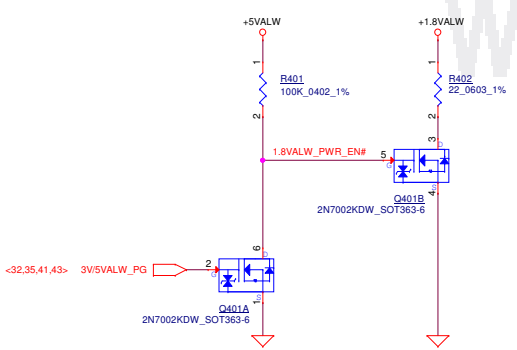 +5VALW
+1.8VALW
1
1
R401
100K_0402_1%
R402
22_0603_1%
2
2
3
D
1.8VALW_PWR_EN#
5
G
S
4
Q401B
2N7002KDW_SOT363-6
6
D
<32,35,41,43>
3V/5VALW_PG
2
G
S
1
Q401A
2N7002KDW_SOT363-6